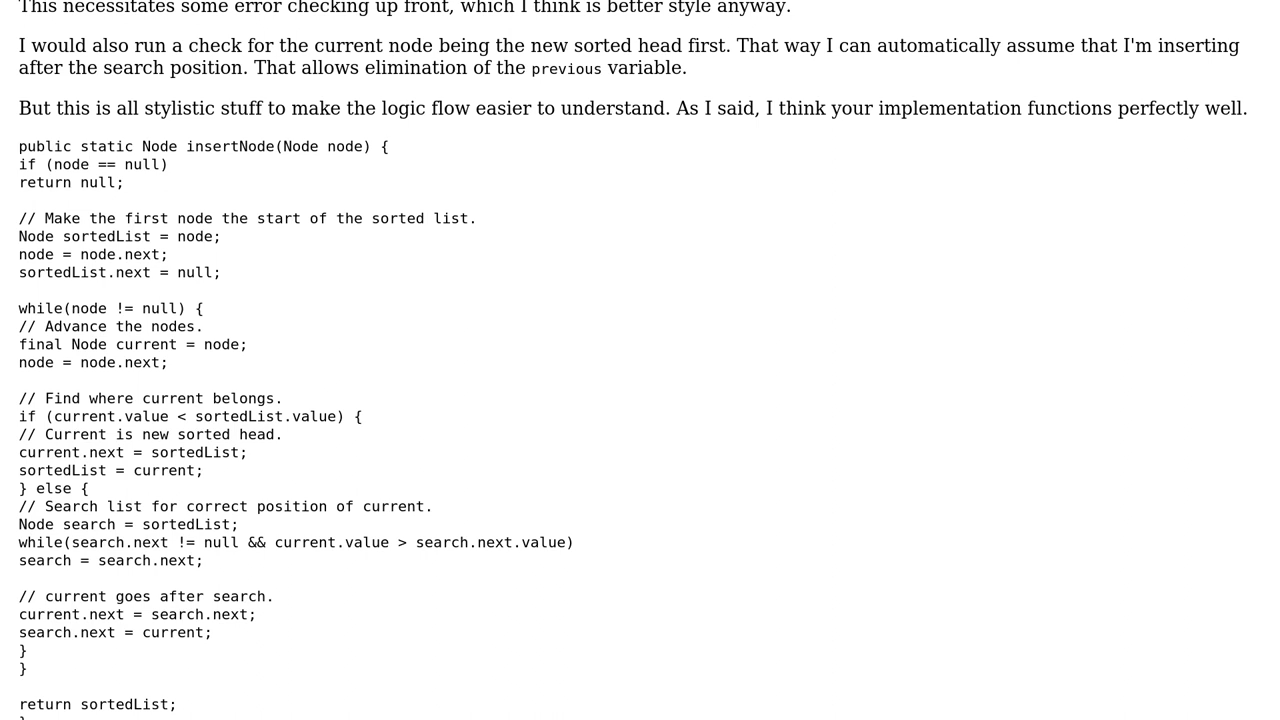 This necessitates some error checking up front, which I think is better style anyway.
I would also run a check for the current node being the new sorted head first. That way I can automatically assume that I'm inserting
after the search position. That allows elimination of the previous variable.
But this is all stylistic stuff to make the logic flow easier to understand. As I said, I think your implementation functions perfectly well.
public static Node insertNode(Node node) {
if (node == null)
return null;
// Make the first node the start of the sorted list.
Node sortedList = node;
node = node.next;
sortedList.next = null;
while(node != null) {
// Advance the nodes.
final Node current = node;
node = node.next;
// Find where current belongs.
if (current.value < sortedList.value) {
// Current is new sorted head.
current.next = sortedList;
sortedList = current;
} else {
// Search list for correct position of current.
Node search = sortedList;
while(search.next != null && current.value > search.next.value)
search = search.next;
// current goes after search.
current.next = search.next;
search.next = current;
}
}
return sortedList;
}